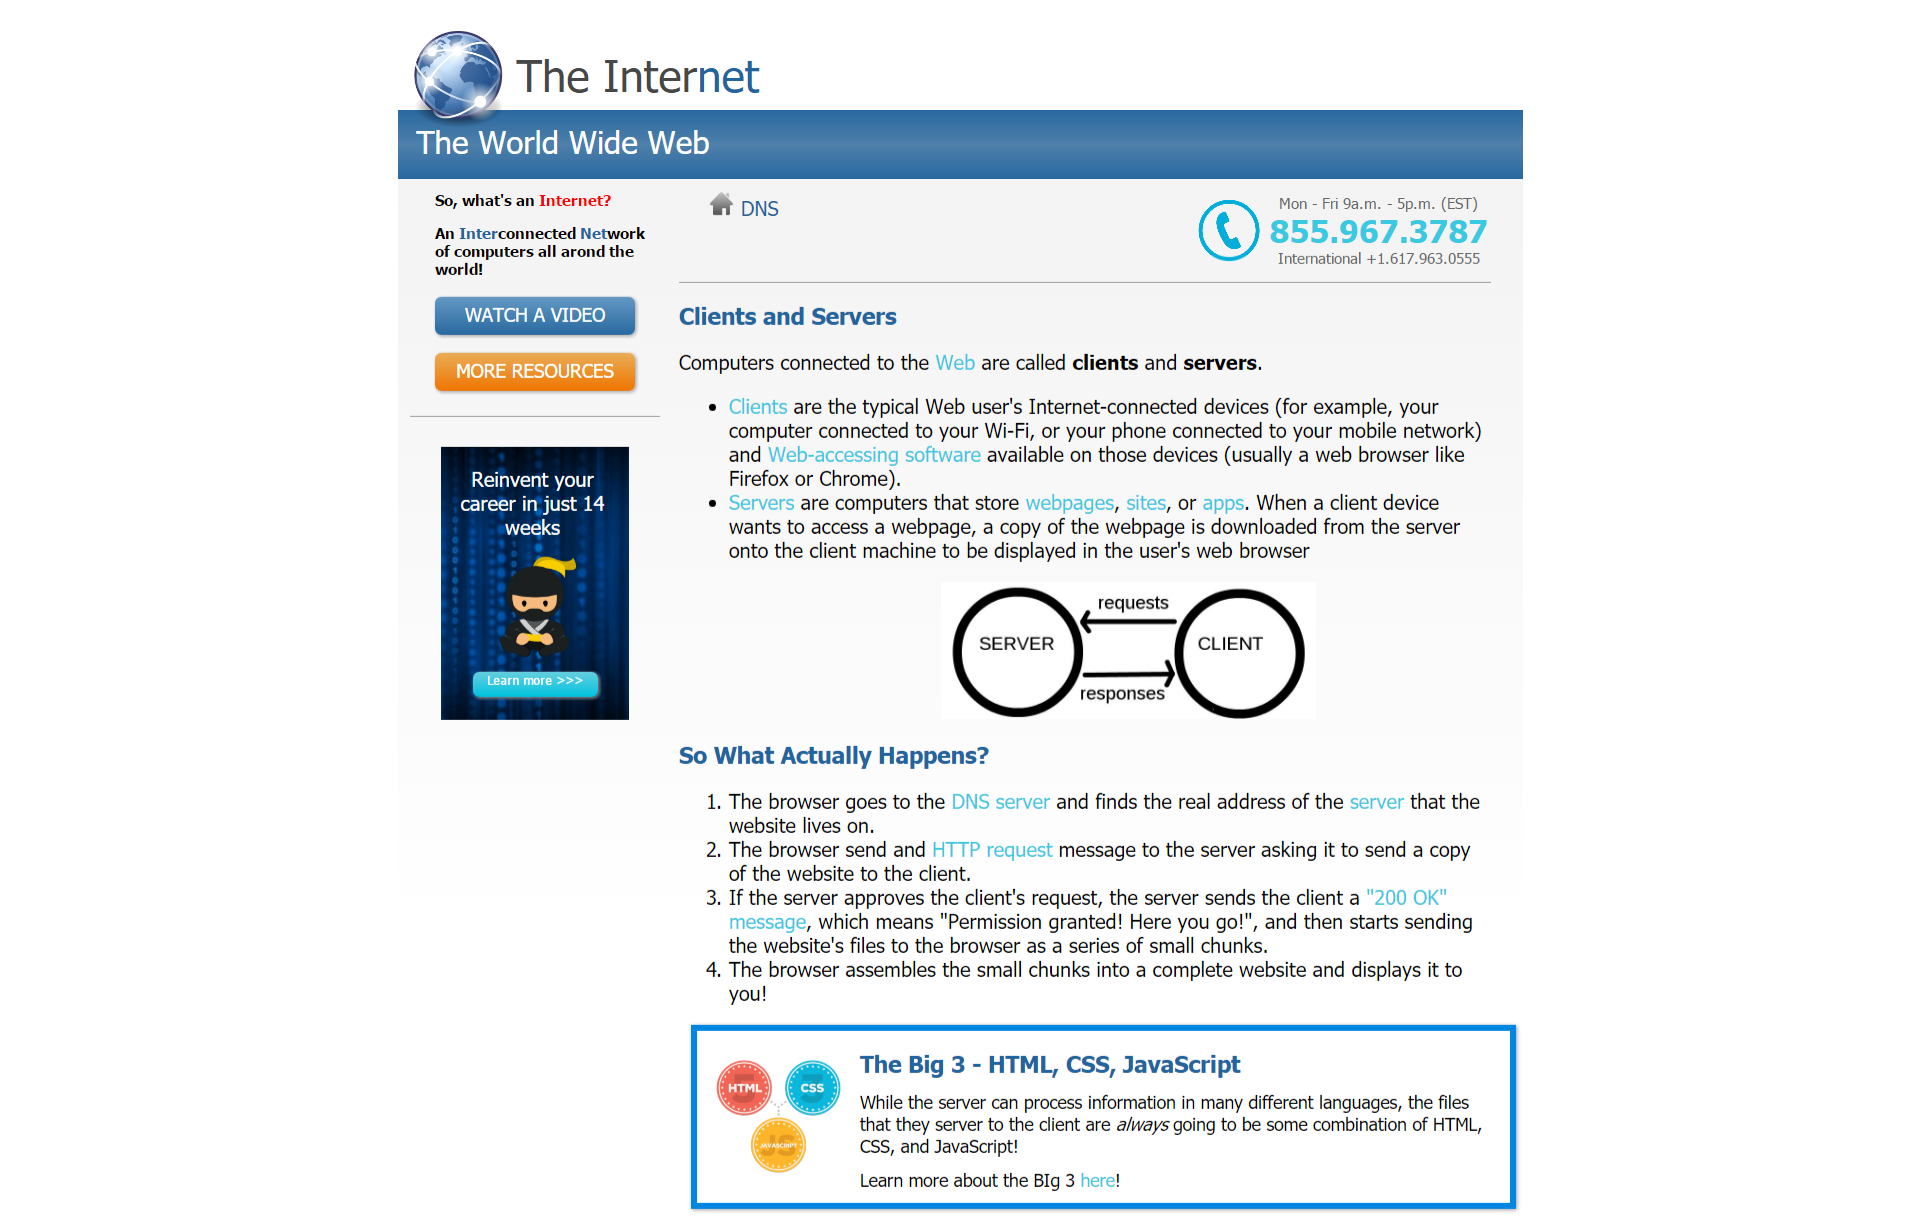 The Internet
The World Wide Web
So, what's an Internet?
An Interconnected Network
of computers all arond the
world!
WATCH A VIDEO
MORE RESOURCES
Reinvent your
career in just 14
weeks
Learn more >>>
DNS
Mon - Fri 9a.m. - 5p.m. (EST)
855.967.3787
International +1.617.963.0555
Clients and Servers
Computers connected to the Web are called clients and servers.
• Clients are the typical Web user's Internet-connected devices (for example, your
computer connected to your Wi-Fi, or your phone connected to your mobile network)
and Web-accessing software available on those devices (usually a web browser like
Firefox or Chrome).
• Servers are computers that store webpages, sites, or apps. When a client device
wants to access a webpage, a copy of the webpage is downloaded from the server
onto the client machine to be displayed in the user's web browser
requests
SERVER
CLIENT
responses
So What Actually Happens?
1. The browser goes to the DNS server and finds the real address of the server that the
website lives on.
2. The browser send and HTTP request message to the server asking it to send a copy
of the website to the client.
3. If the server approves the client's request, the server sends the client a "200 OK"
message, which means "Permission granted! Here you go!", and then starts sending
the website's files to the browser as a series of small chunks.
4. The browser assembles the small chunks into a complete website and displays it to
you!
HTML
CSS
JS
JAVASCRIPT
The Big 3 - HTML, CSS, JavaScript
While the server can process information in many different languages, the files
that they server to the client are always going to be some combination of HTML,
CSS, and JavaScript!
Learn more about the BIg 3 here!